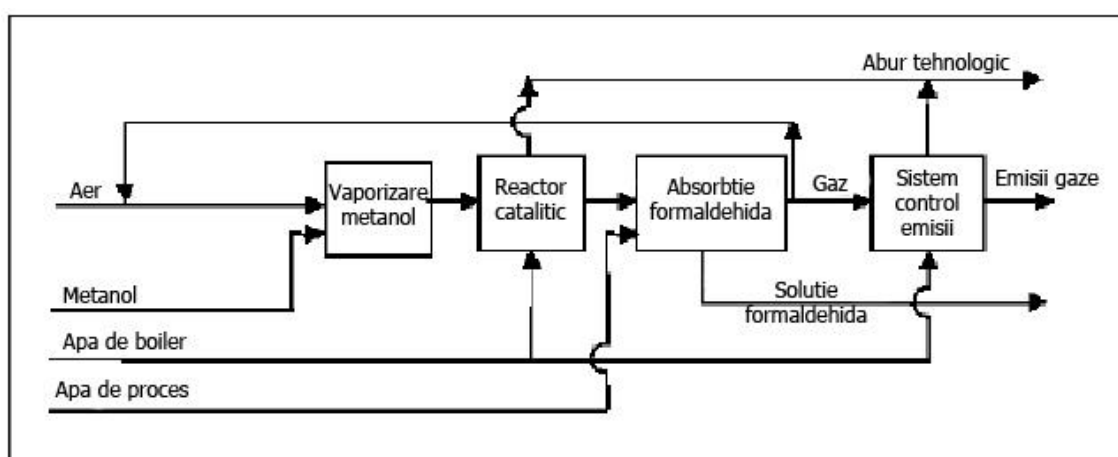 Abur tehnologic
Aer
Vaporizare
metanol
Reactor
catalitic
Absorbtie
formaldehida
Gaz
Sistem
control
emisii
Emisii gaze
Metanol
Solutie
formaldehida
Apa de boiler
Apa de proces